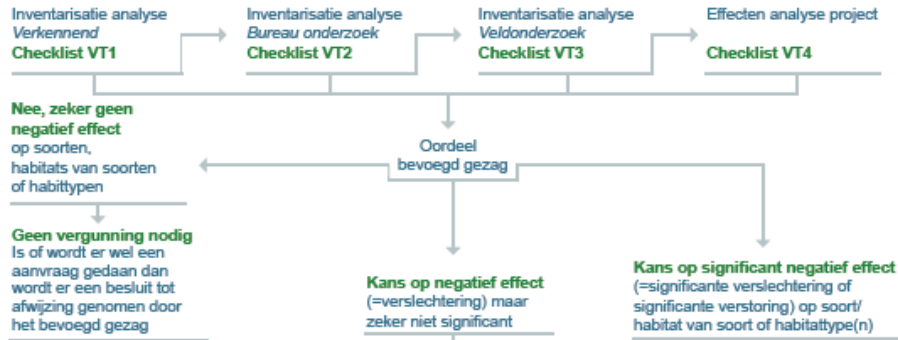 Inventarisatie analyse
Verkennend
Checklist VT1
Inventarisatie analyse
Bureau onderzoek
Checklist VT2
Inventarisatie analyse
Veldonderzoek
Checklist VT3
Effecten analyse project
Checklist VT4
Nee, zeker geen
negatief effect
op soorten,
habitats van soorten
of habittypen
Oordeel
bevoegd gezag
Geen vergunning nodig
Is of wordt er wel een
aanvraag gedaan dan
wordt er een besluit tot
afwijzing genomen door
het bevoegd gezag
Kans op negatief effect
(=verslechtering) maar
zeker niet significant
Kans op significant negatief effect
(=significante verslechtering of
significante verstoring) op soort/
habitat van soort of habitattype(n)